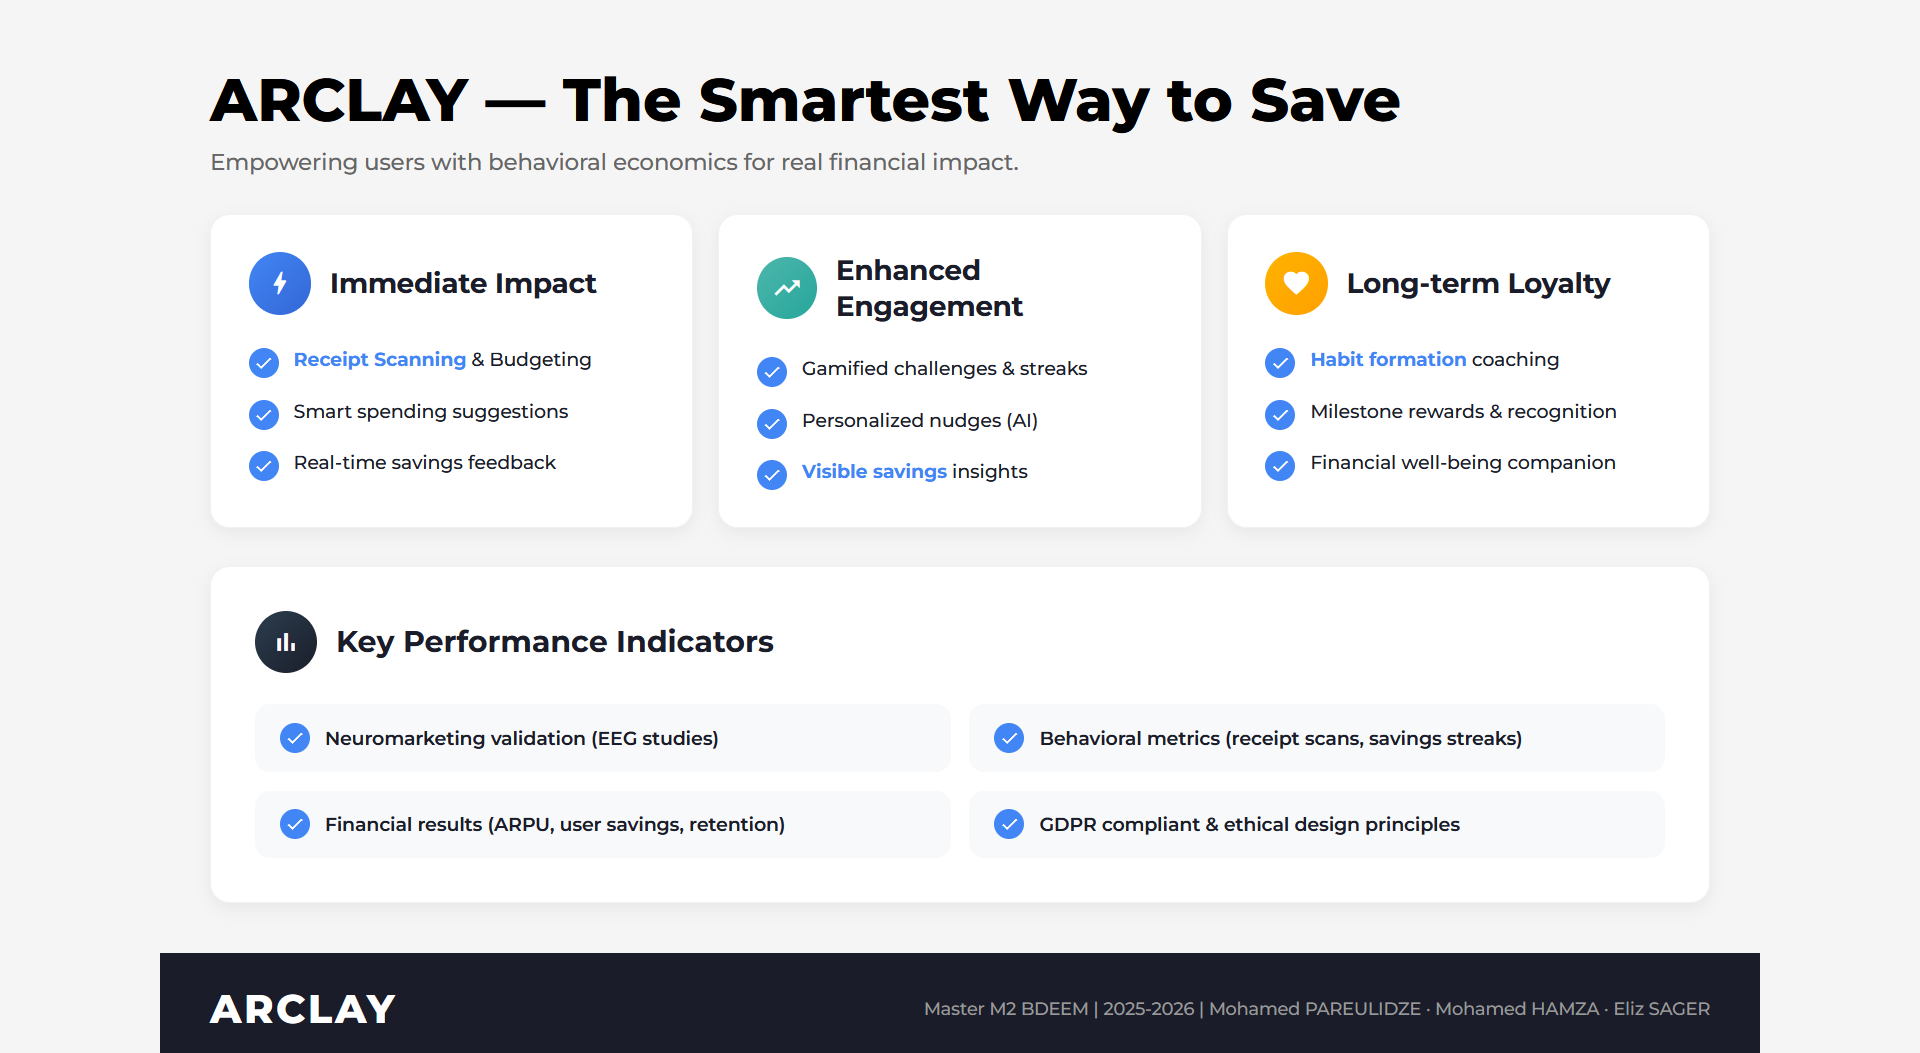 ARCLAY — The Smartest Way to Save
Empowering users with behavioral economics for real financial impact.
Immediate Impact
Receipt Scanning & Budgeting
Smart spending suggestions
Real-time savings feedback
Enhanced
Engagement
Gamified challenges & streaks
Personalized nudges (AI)
Visible savings insights
Long-term Loyalty
Habit formation coaching
Milestone rewards & recognition
Financial well-being companion
Key Performance Indicators
Neuromarketing validation (EEG studies)
Behavioral metrics (receipt scans, savings streaks)
Financial results (ARPU, user savings, retention)
GDPR compliant & ethical design principles
ARCLAY
Master M2 BDEEM | 2025-2026 | Mohamed PAREULIDZE · Mohamed HAMZA · Eliz SAGER